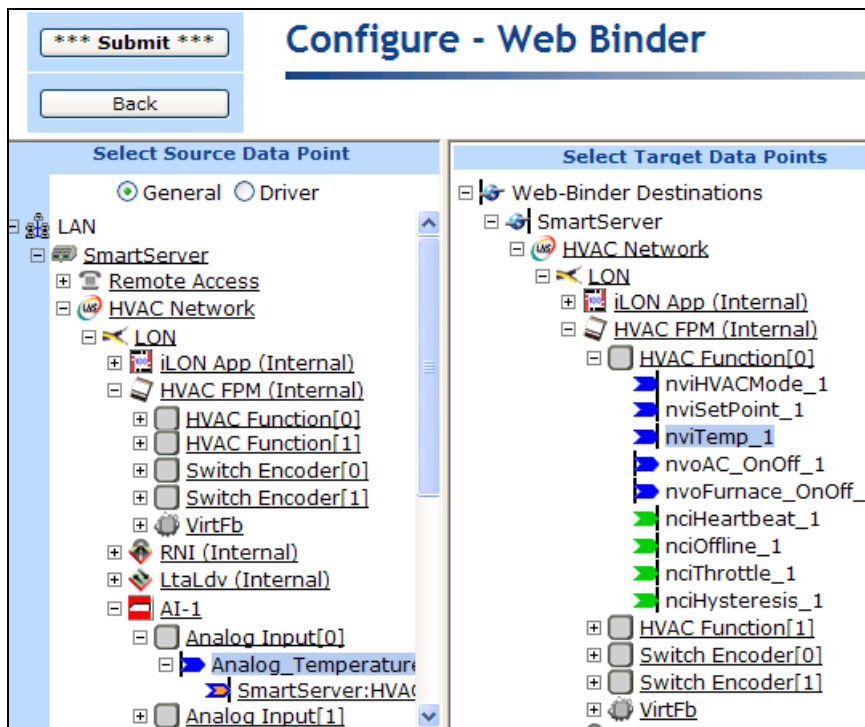 *** Submit ***
Configure - Web Binder
Back
Select Source Data Point
General Driver
LAN
SmartServer
Remote Access
HVAC Network
LON
iLON App (Internal)
HVAC FPM (Internal)
HVAC Function[0]
HVAC Function[1]
Switch Encoder[0]
Switch Encoder[1]
VirtFb
RNI (Internal)
LtaLdv (Internal)
AI-1
Analog Input[0]
Analog_Temperature
SmartServer:HVAC
Analog Input[1]
Select Target Data Points
Web-Binder Destinations
SmartServer
HVAC Network
LON
iLON App (Internal)
HVAC FPM (Internal)
HVAC Function[0]
nviHVACMode_1
nviSetPoint_1
nviTemp_1
nvoAC_OnOff_1
nvoFurnace_OnOff_
nciHeartbeat_1
nciOffline_1
nciThrottle_1
nciHysteresis_1
HVAC Function[1]
Switch Encoder[0]
Switch Encoder[1]
VirtFb